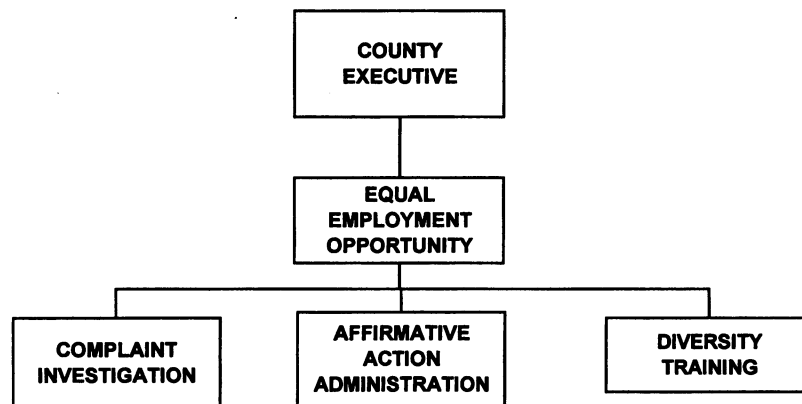 COUNTY
EXECUTIVE
EQUAL
EMPLOYMENT
OPPORTUNITY
COMPLAINT
INVESTIGATION
AFFIRMATIVE
ACTION
ADMINISTRATION
DIVERSITY
TRAINING